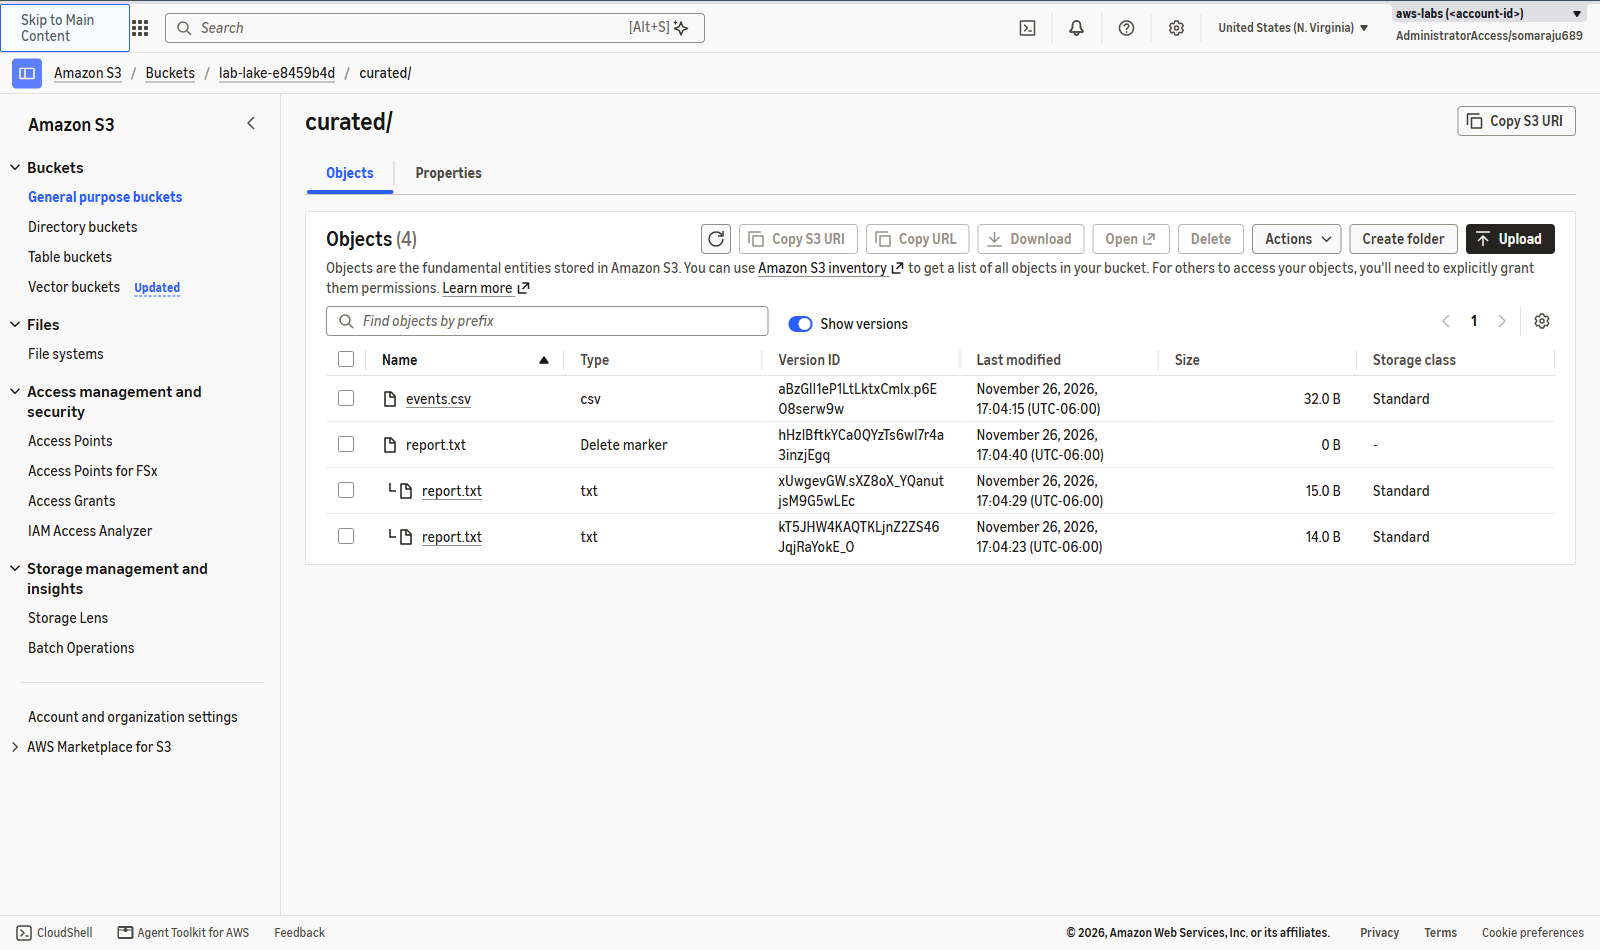 Skip to Main
Content
Search
[Alt+S]
United States (N. Virginia)
aws-labs (<account-id>)
AdministratorAccess/somaraju689
Amazon S3 / Buckets / lab-lake-e8459b4d / curated/
Amazon S3
Buckets
General purpose buckets
Directory buckets
Table buckets
Vector buckets Updated
Files
File systems
Access management and
security
Access Points
Access Points for FSx
Access Grants
IAM Access Analyzer
Storage management and
insights
Storage Lens
Batch Operations
Account and organization settings
AWS Marketplace for S3
curated/
Copy S3 URI
Objects Properties
Objects (4)
Copy S3 URI Copy URL Download Open Delete Actions Create folder Upload
Objects are the fundamental entities stored in Amazon S3. You can use Amazon S3 inventory to get a list of all objects in your bucket. For others to access your objects, you'll need to explicitly grant
them permissions. Learn more
Find objects by prefix
Show versions
1
Name Type Version ID Last modified Size Storage class
events.csv csv aBzGlI1eP1LtLktxCmIx.p6E November 26, 2026, 32.0 B Standard
O8serw9w 17:04:15 (UTC-06:00)
report.txt Delete marker hHzIBftkYCa0QYzTs6wl7r4a November 26, 2026, 0 B -
3inzjEgq 17:04:40 (UTC-06:00)
report.txt txt xUwgevGW.sXZ8oX_YQanut November 26, 2026, 15.0 B Standard
jsM9G5wLEc 17:04:29 (UTC-06:00)
report.txt txt kT5JHW4KAQTKLjnZ2ZS46 November 26, 2026, 14.0 B Standard
JqjRaYokE_O 17:04:23 (UTC-06:00)
CloudShell Agent Toolkit for AWS Feedback
© 2026, Amazon Web Services, Inc. or its affiliates. Privacy Terms Cookie preferences